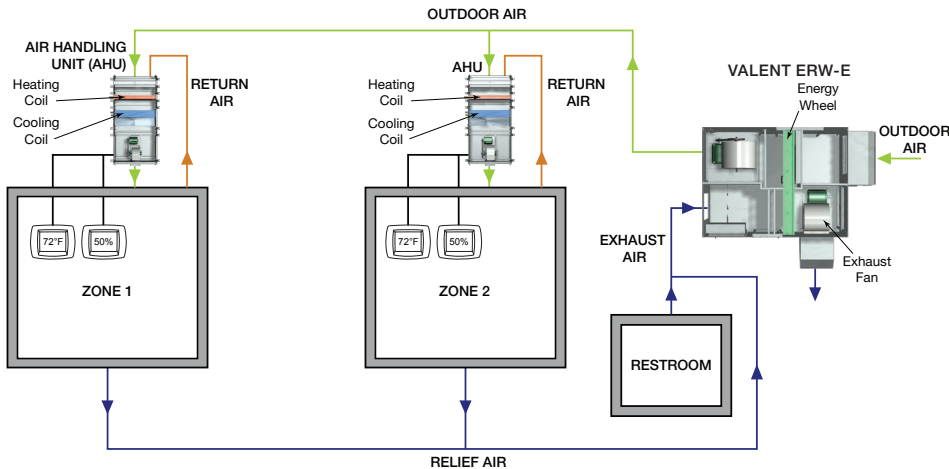 OUTDOOR AIR
AIR HANDLING
UNIT (AHU)
Heating
Coil
Cooling
Coil
RETURN
AIR
AHU
Heating
Coil
Cooling
Coil
RETURN
AIR
VALENT ERW-E
Energy
Wheel
OUTDOOR
AIR
72°F
50%
ZONE 1
72°F
50%
ZONE 2
EXHAUST
AIR
Exhaust
Fan
RESTROOM
RELIEF AIR